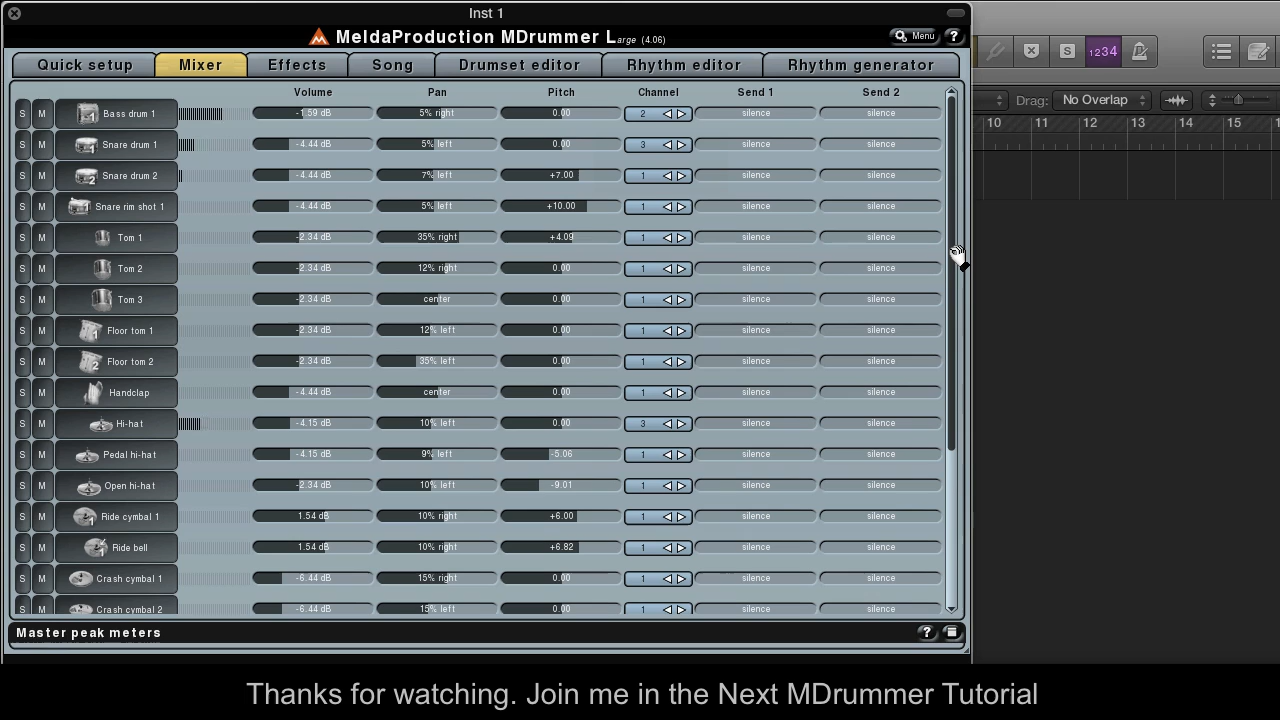 Inst 1
MeldaProduction MDrummer Large (4.06)
Menu ?
Quick setup Mixer Effects Song Drumset editor Rhythm editor Rhythm generator
Volume Pan Pitch Channel Send 1 Send 2
S M Bass drum 1 -1.59 dB 5% right 0.00 2 silence silence
S M Snare drum 1 -4.44 dB 5% left 0.00 3 silence silence
S M Snare drum 2 -4.44 dB 7% left +7.00 1 silence silence
S M Snare rim shot 1 -4.44 dB 5% left +10.00 1 silence silence
S M Tom 1 -2.34 dB 35% right +4.09 1 silence silence
S M Tom 2 -2.34 dB 12% right 0.00 1 silence silence
S M Tom 3 -2.34 dB center 0.00 1 silence silence
S M Floor tom 1 -2.34 dB 12% left 0.00 1 silence silence
S M Floor tom 2 -2.34 dB 35% left 0.00 1 silence silence
S M Handclap -4.44 dB center 0.00 1 silence silence
S M Hi-hat -4.15 dB 10% left 0.00 3 silence silence
S M Pedal hi-hat -4.15 dB 9% left -5.06 1 silence silence
S M Open hi-hat -2.34 dB 10% left -9.01 1 silence silence
S M Ride cymbal 1 1.54 dB 10% right +6.00 1 silence silence
S M Ride bell 1.54 dB 10% right +6.82 1 silence silence
S M Crash cymbal 1 -6.44 dB 15% right 0.00 1 silence silence
S M Crash cymbal 2 -6.44 dB 15% left 0.00 1 silence silence
Master peak meters ?
S 1234
Drag: No Overlap
10 11 12 13 14 15
Thanks for watching. Join me in the Next MDrummer Tutorial